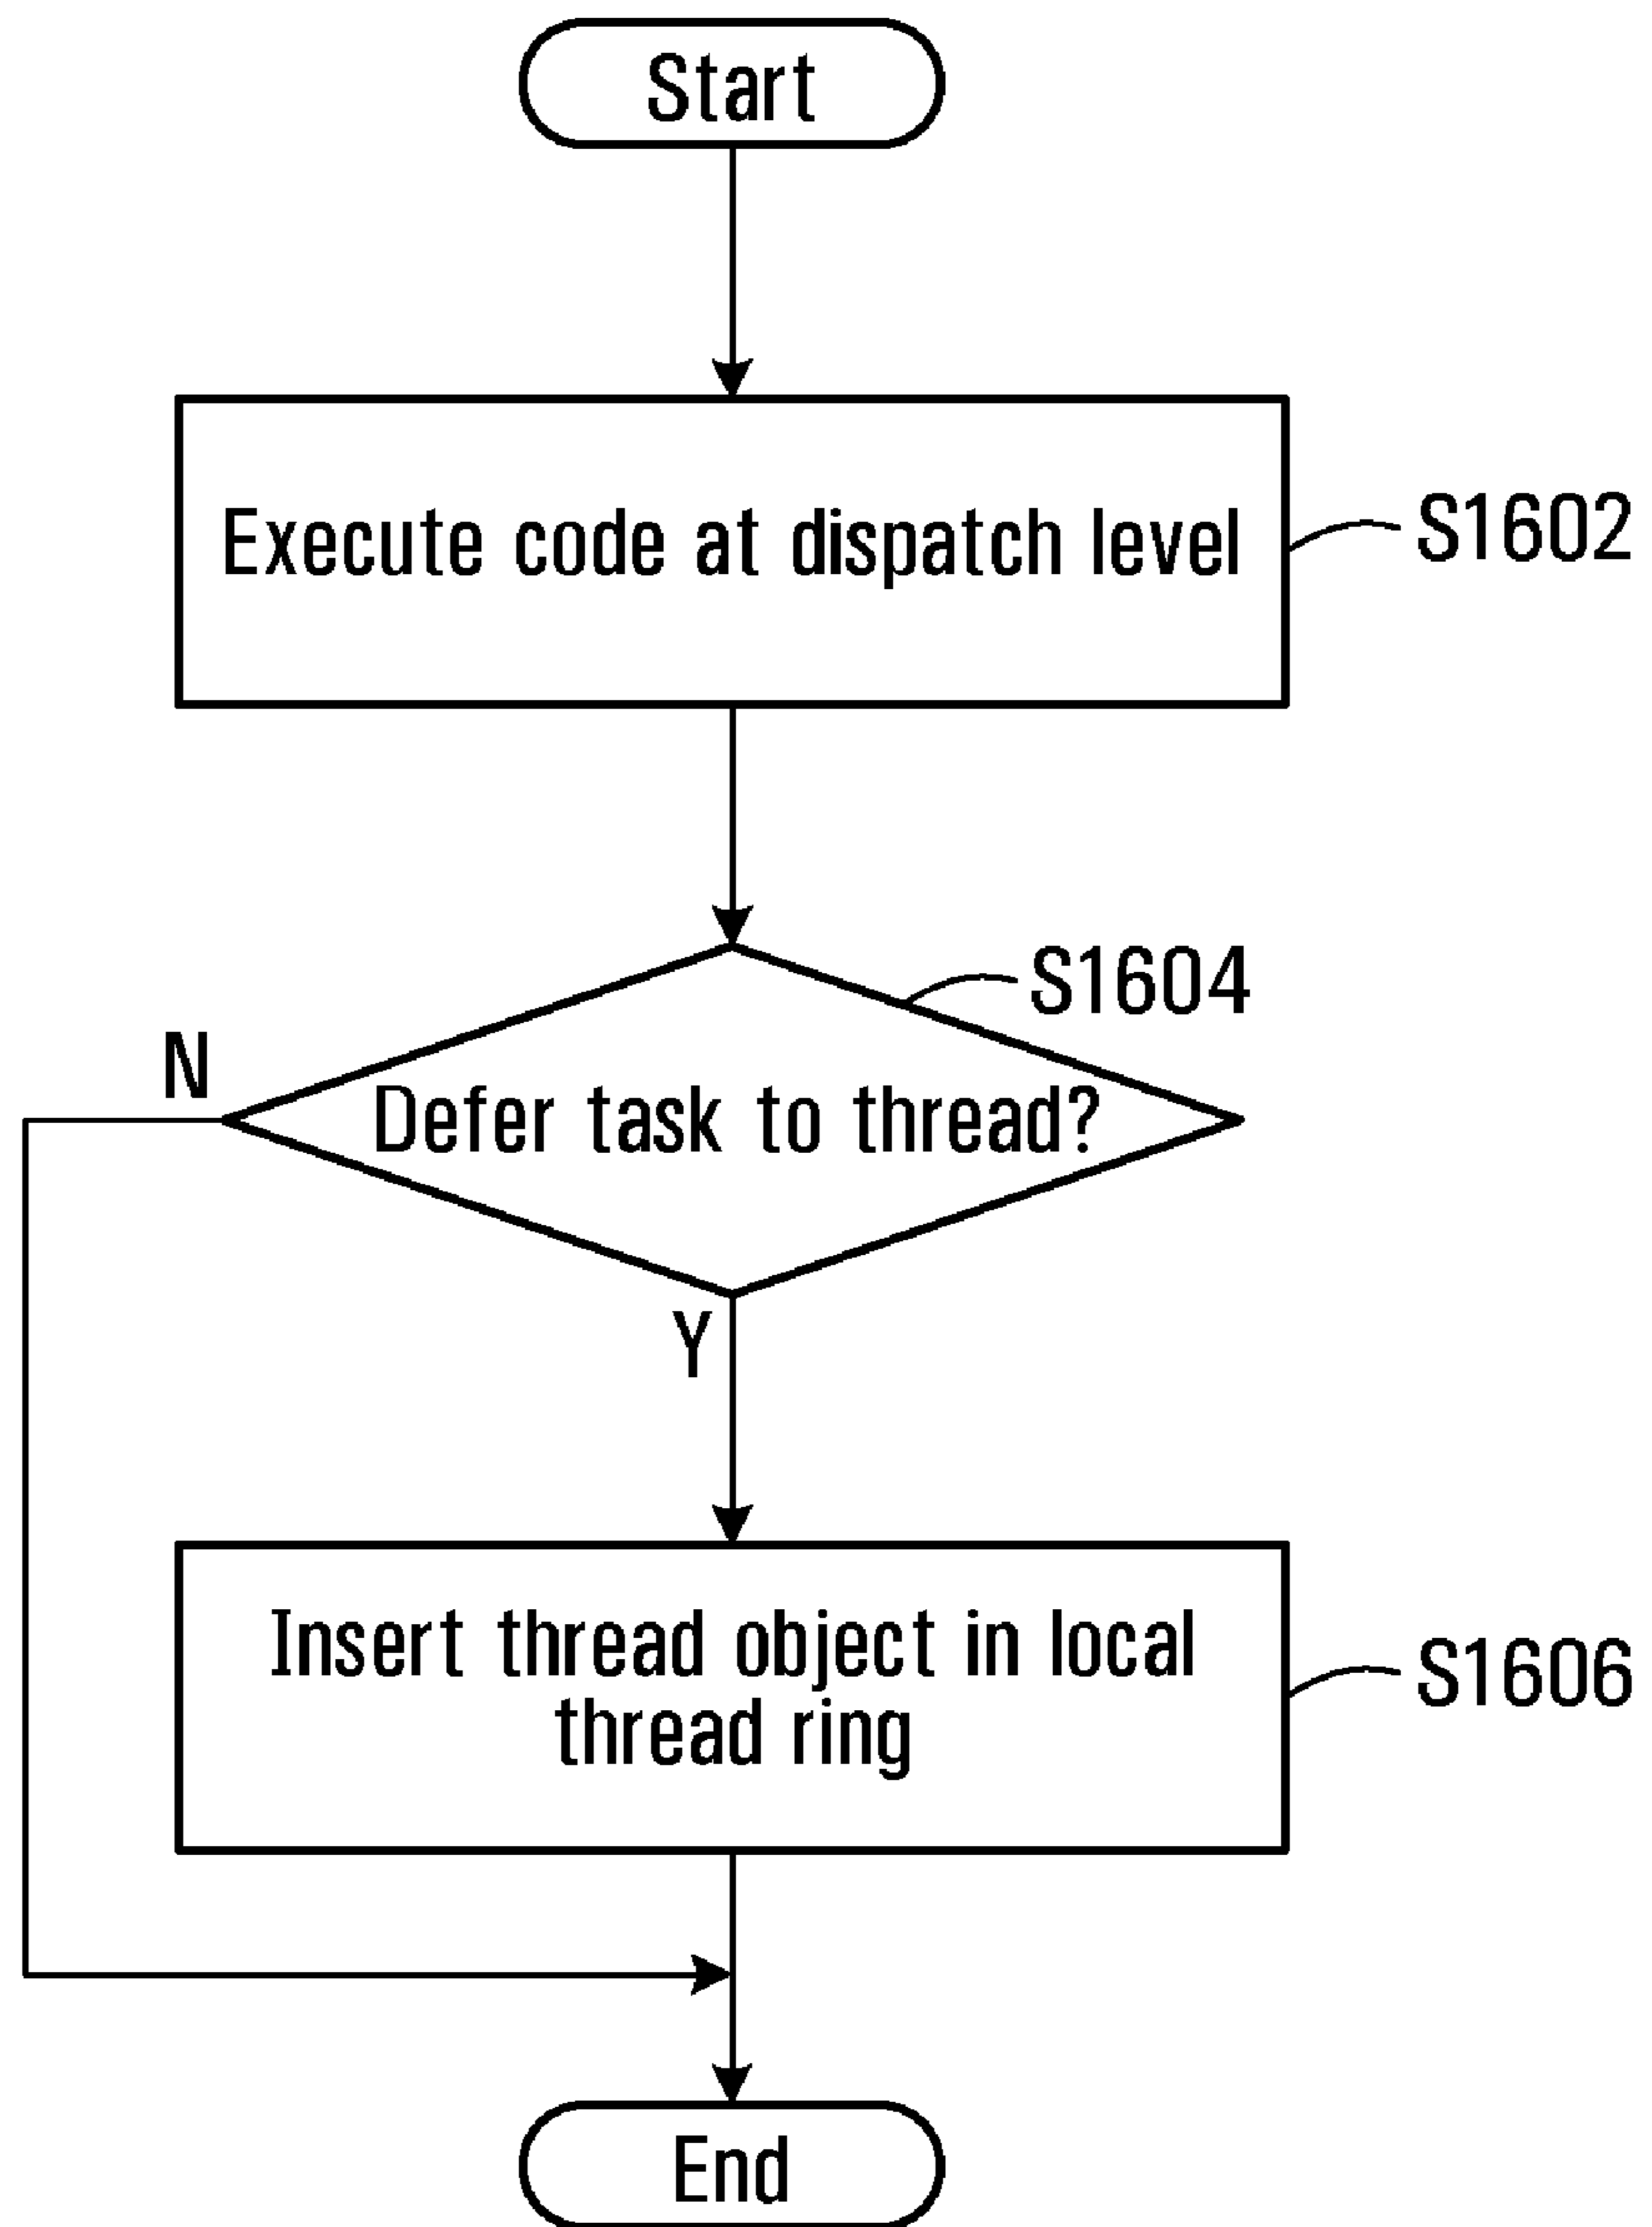 Start
Execute code at dispatch level
S1602
S1604
N
Defer task to thread?
Y
Insert thread object in local
thread ring
S1606
End